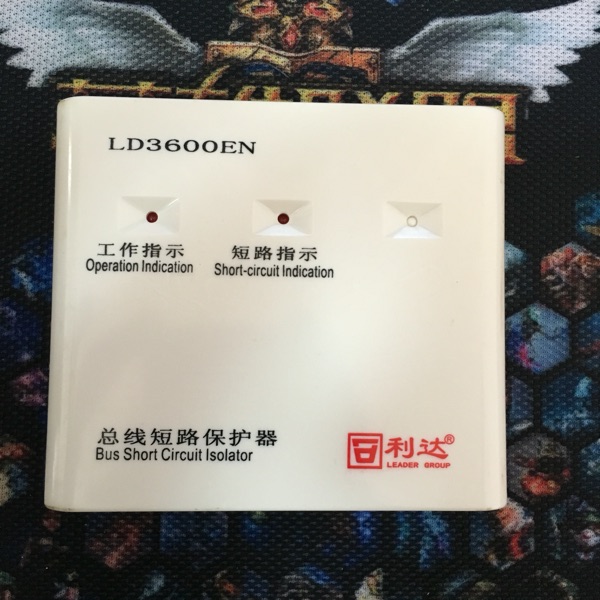 LD3600EN
工作指示
Operation Indication
短路指示
Short-circuit Indication
总线短路保护器
Bus Short Circuit Isolator
利达®
LEADER GROUP